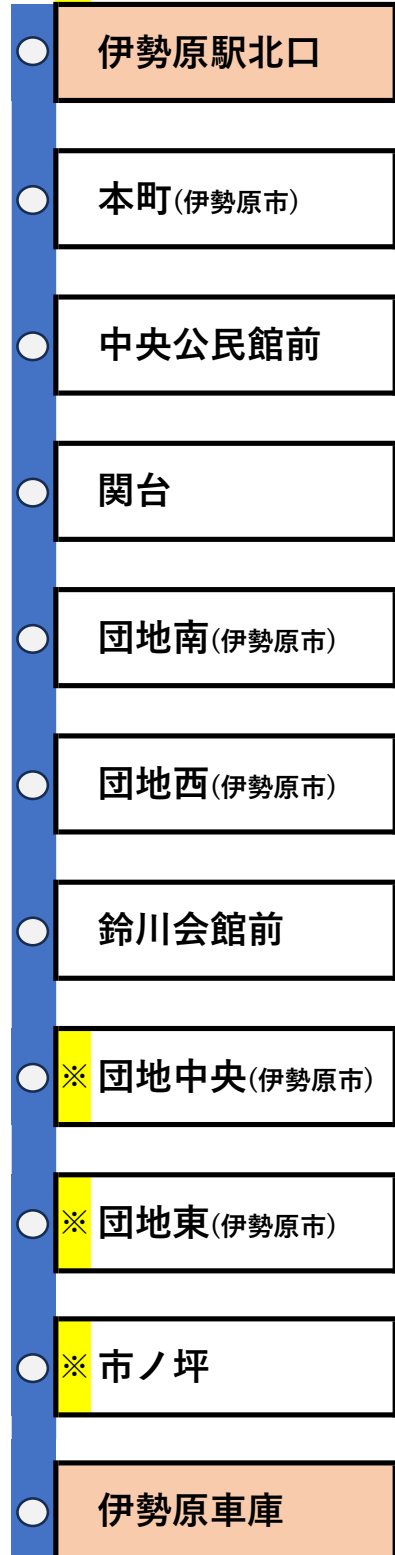 伊勢原駅北口
本町(伊勢原市)
中央公民館前
関台
団地南(伊勢原市)
団地西(伊勢原市)
鈴川会館前
※ 団地中央(伊勢原市)
※ 団地東(伊勢原市)
※ 市ノ坪
伊勢原車庫